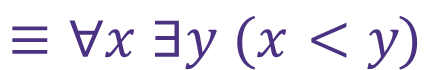 ≡ ∀x ∃y (x < y)